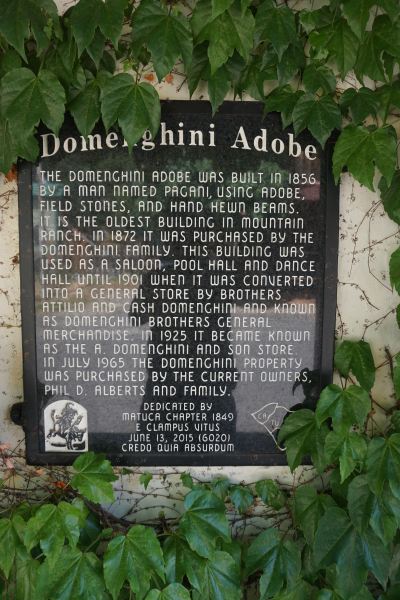 Domenghini Adobe
THE DOMENGHINI ADOBE WAS BUILT IN 1856
BY A MAN NAMED PAGANI, USING ADOBE,
FIELD STONES, AND HAND HEWN BEAMS.
IT IS THE OLDEST BUILDING IN MOUNTAIN
RANCH. IN 1872 IT WAS PURCHASED BY THE
DOMENGHINI FAMILY. THIS BUILDING WAS
USED AS A SALOON, POOL HALL AND DANCE
HALL UNTIL 1901 WHEN IT WAS CONVERTED
INTO A GENERAL STORE BY BROTHERS
ATTILIO AND CASH DOMENGHINI AND KNOWN
AS DOMENGHINI BROTHERS GENERAL
MERCHANDISE. IN 1925 IT BECAME KNOWN
AS THE A. DOMENGHINI AND SON STORE.
IN JULY 1965 THE DOMENGHINI PROPERTY
WAS PURCHASED BY THE CURRENT OWNERS,
PHIL D. ALBERTS AND FAMILY.
DEDICATED BY
MATUCA CHAPTER 1849
E CLAMPUS VITUS
JUNE 13, 2015 (6020)
CREDO QUIA ABSURDUM